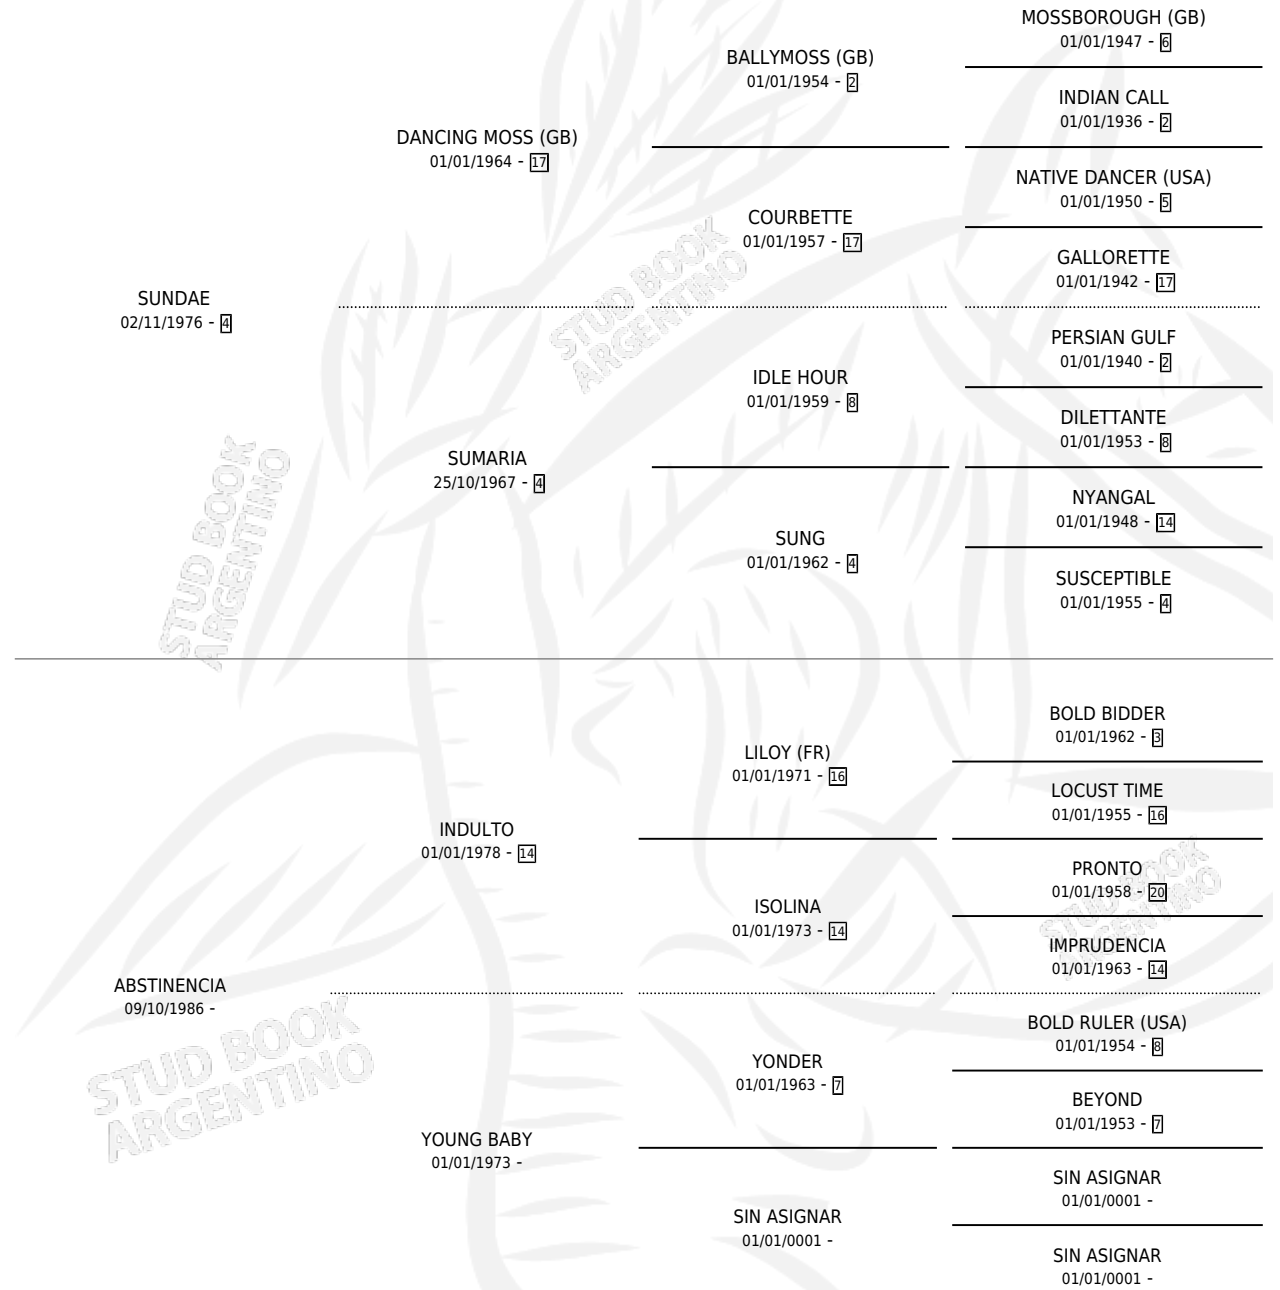 MOSSBOROUGH (GB)
01/01/1947 - 6
BALLYMOSS (GB)
01/01/1954 - 2
INDIAN CALL
01/01/1936 - 2
DANCING MOSS (GB)
01/01/1964 - 17
NATIVE DANCER (USA)
01/01/1950 - 5
COURBETTE
01/01/1957 - 17
GALLORETTE
01/01/1942 - 17
SUNDAE
02/11/1976 - 4
STUD BOOK
ARGENTINO
PERSIAN GULF
01/01/1940 - 2
IDLE HOUR
01/01/1959 - 8
DILETTANTE
01/01/1953 - 8
SUMARIA
25/10/1967 - 4
NYANGAL
01/01/1948 - 14
SUNG
01/01/1962 - 4
SUSCEPTIBLE
01/01/1955 - 4
STUD BOOK
ARGENTINO
BOLD BIDDER
01/01/1962 - 3
LILOY (FR)
01/01/1971 - 16
LOCUST TIME
01/01/1955 - 16
INDULTO
01/01/1978 - 14
PRONTO
01/01/1958 - 20
ISOLINA
01/01/1973 - 14
IMPRUDENCIA
01/01/1963 - 14
STUD BOOK
ARGENTINO
ABSTINENCIA
09/10/1986 -
BOLD RULER (USA)
01/01/1954 - 8
YONDER
01/01/1963 - 7
BEYOND
01/01/1953 - 7
STUD BOOK
ARGENTINO
YOUNG BABY
01/01/1973 -
SIN ASIGNAR
01/01/0001 -
SIN ASIGNAR
01/01/0001 -
SIN ASIGNAR
01/01/0001 -